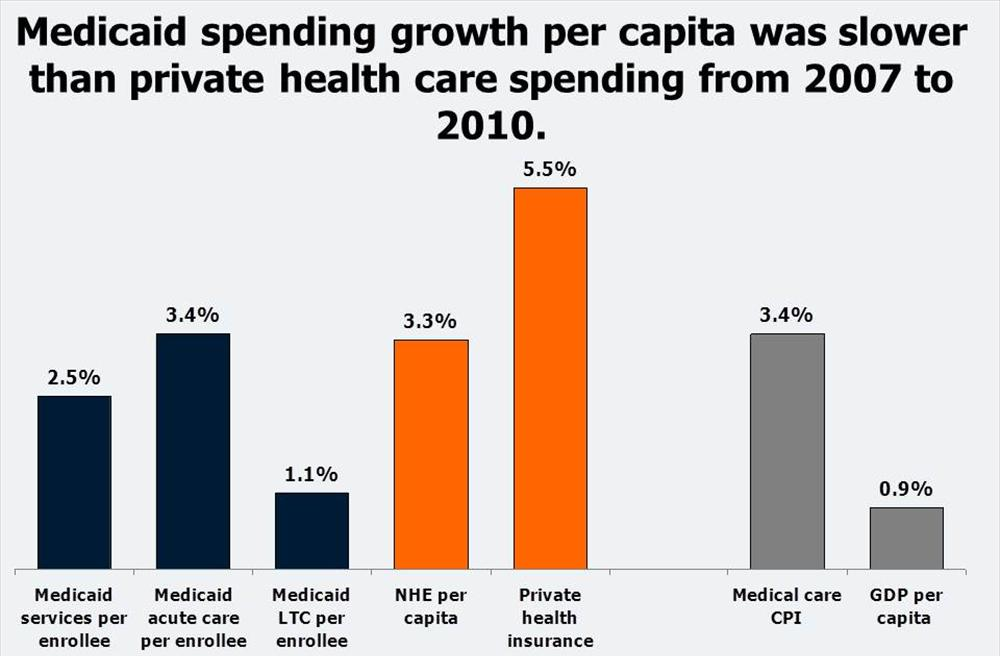 Medicaid spending growth per capita was slower
than private health care spending from 2007 to
2010.
5.5%
3.4%
3.4%
3.3%
2.5%
1.1%
0.9%
Medicaid
services per
enrollee
Medicaid
acute care
per enrollee
Medicaid
LTC per
enrollee
NHE per
capita
Private
health
insurance
Medical care
CPI
GDP per
capita